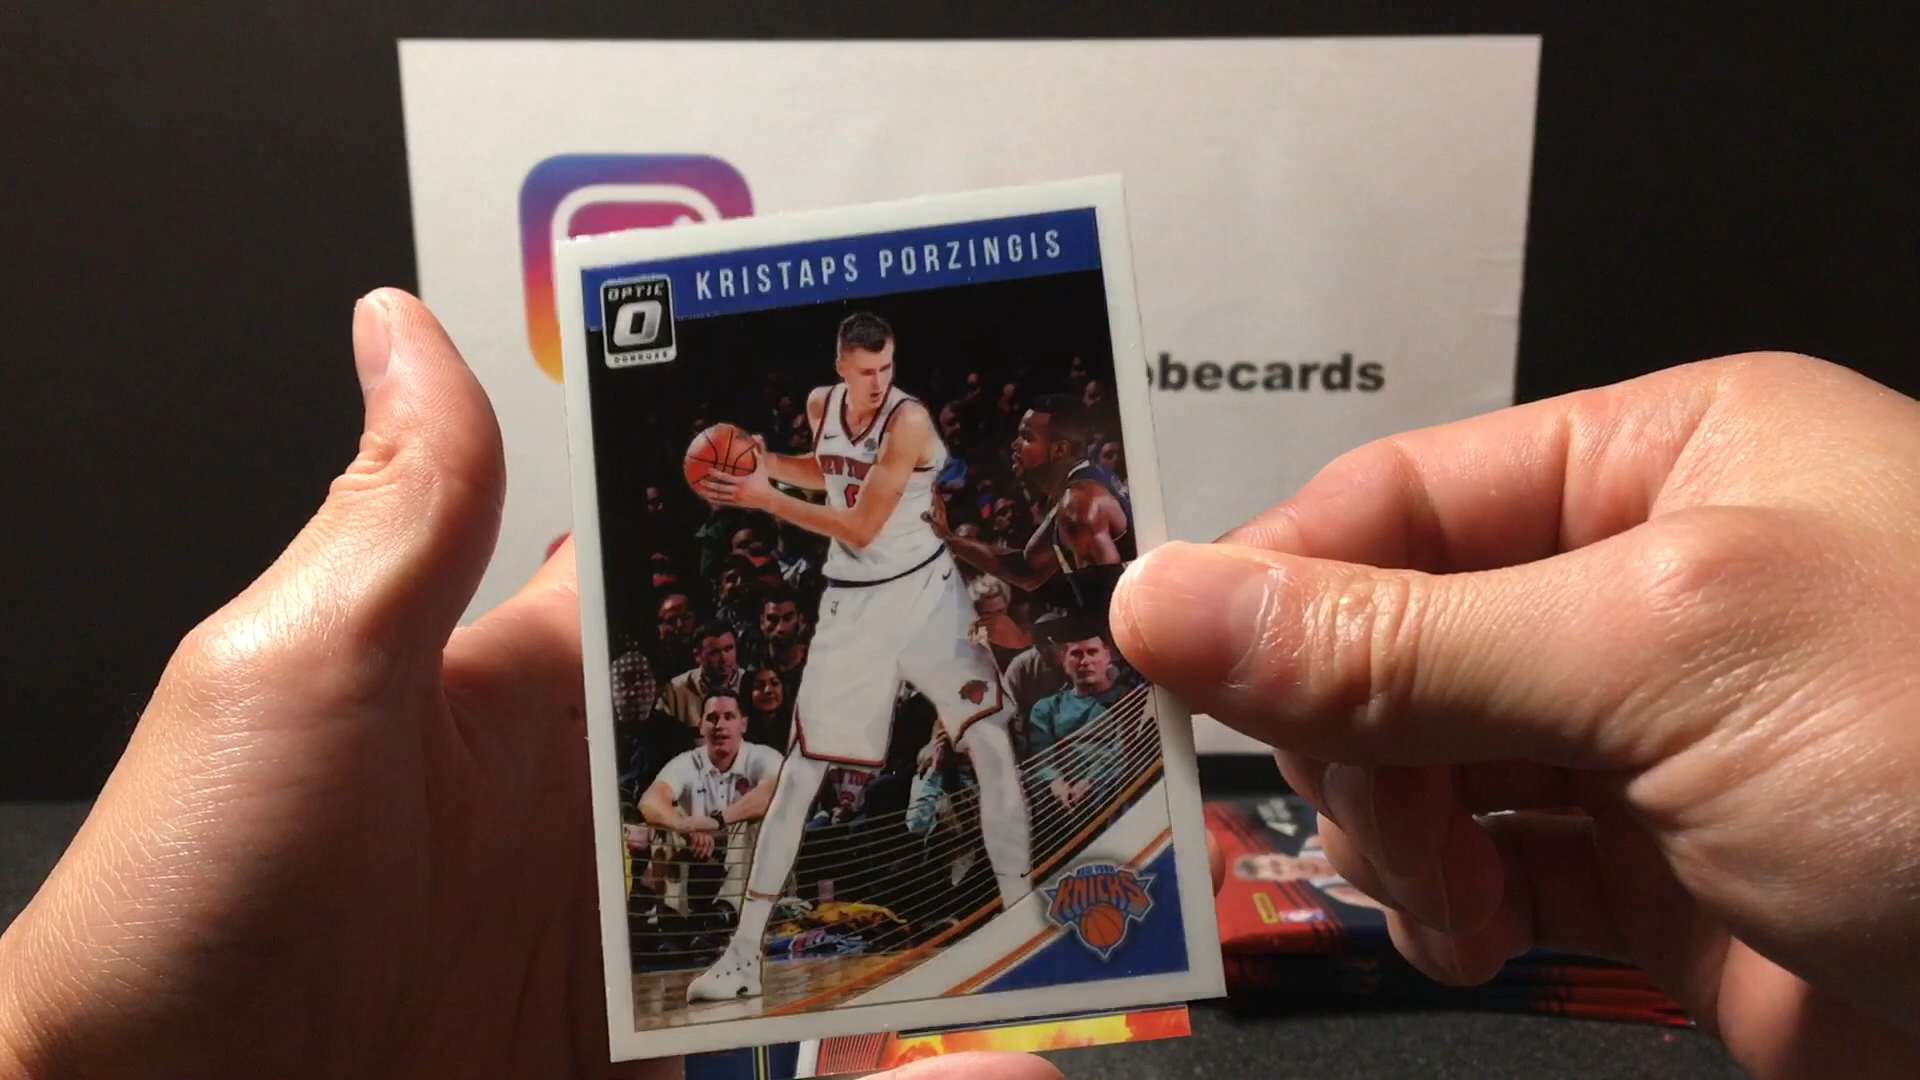 KRISTAPS PORZINGIS
OPTIC
DONRUSS
becards
NEW YORK
KNICKS